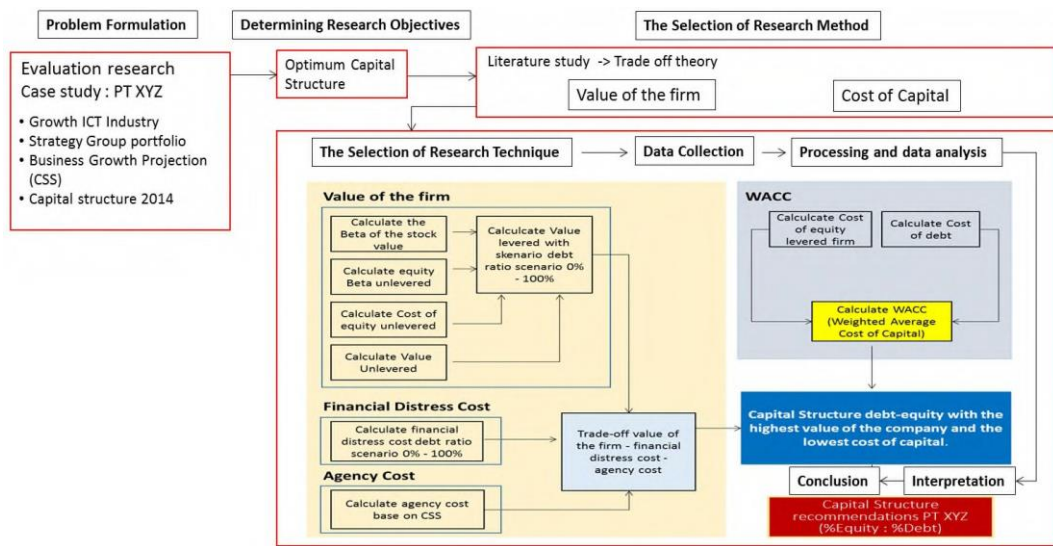 Problem Formulation
Determining Research Objectives
The Selection of Research Method
Evaluation research
Case study : PT XYZ
• Growth ICT Industry
• Strategy Group portfolio
• Business Growth Projection
(CSS)
• Capital structure 2014
Optimum Capital
Structure
Literature study -> Trade off theory
Value of the firm
Cost of Capital
The Selection of Research Technique
Data Collection
Processing and data analysis
Value of the firm
Calculate the
Beta of the stock
value
Calculate equity
Beta unlevered
Calculate Cost of
equity unlevered
Calculate Value
Unlevered
Calculcate Value
levered with
skenario debt
ratio scenario 0%
- 100%
Financial Distress Cost
Calculate financial
distress cost debt ratio
scenario 0% - 100%
Agency Cost
Calculate agency cost
base on CSS
Trade-off value of
the firm - financial
distress cost -
agency cost
WACC
Calculcate Cost
of equity
levered firm
Calculate Cost
of debt
Calculate WACC
(Weighted Average
Cost of Capital)
Capital Structure debt-equity with the
highest value of the company and the
lowest cost of capital.
Conclusion
Interpretation
Capital Structure
recommendations PT XYZ
(%Equity : %Debt)